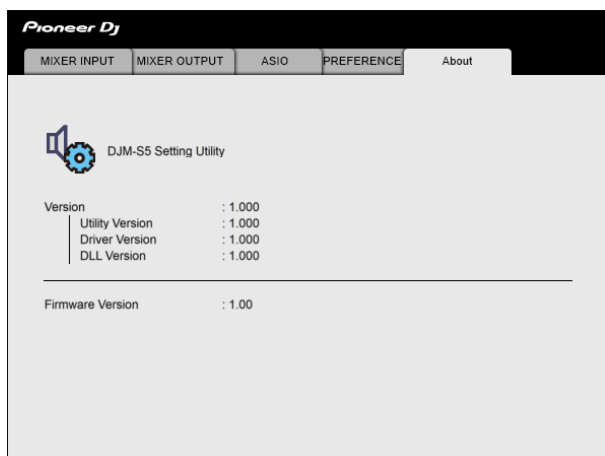 Pioneer Dj
MIXER INPUT MIXER OUTPUT ASIO PREFERENCE About
DJM-S5 Setting Utility
Version : 1.000
Utility Version : 1.000
Driver Version : 1.000
DLL Version : 1.000
Firmware Version : 1.00